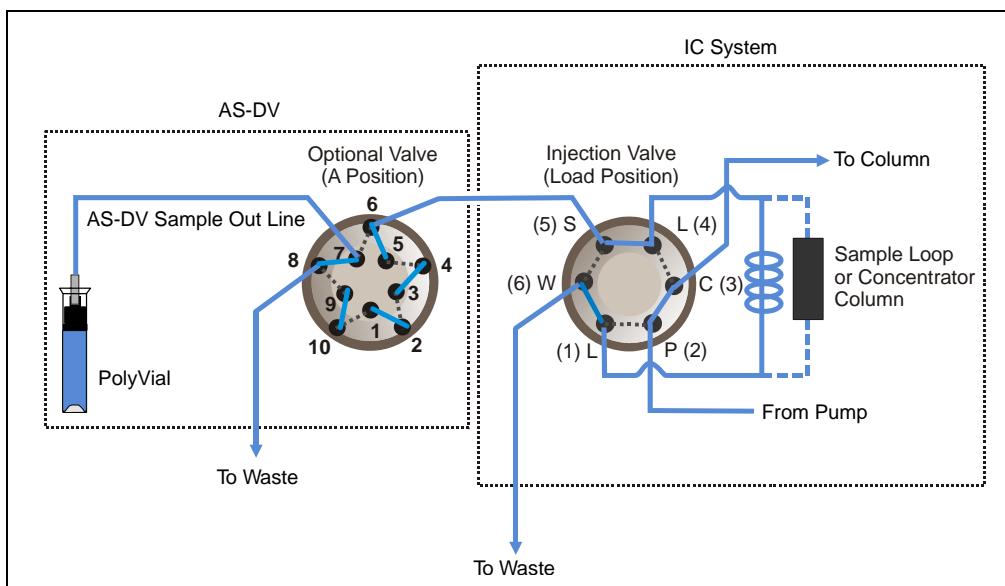 IC System
AS-DV
Optional Valve
(A Position)
Injection Valve
(Load Position)
To Column
6
(5) S
L (4)
AS-DV Sample Out Line
7
5
8
4
Sample Loop
or Concentrator
Column
(6) W
C (3)
9
3
1
10
2
(1) L
P (2)
PolyVial
From Pump
To Waste
To Waste